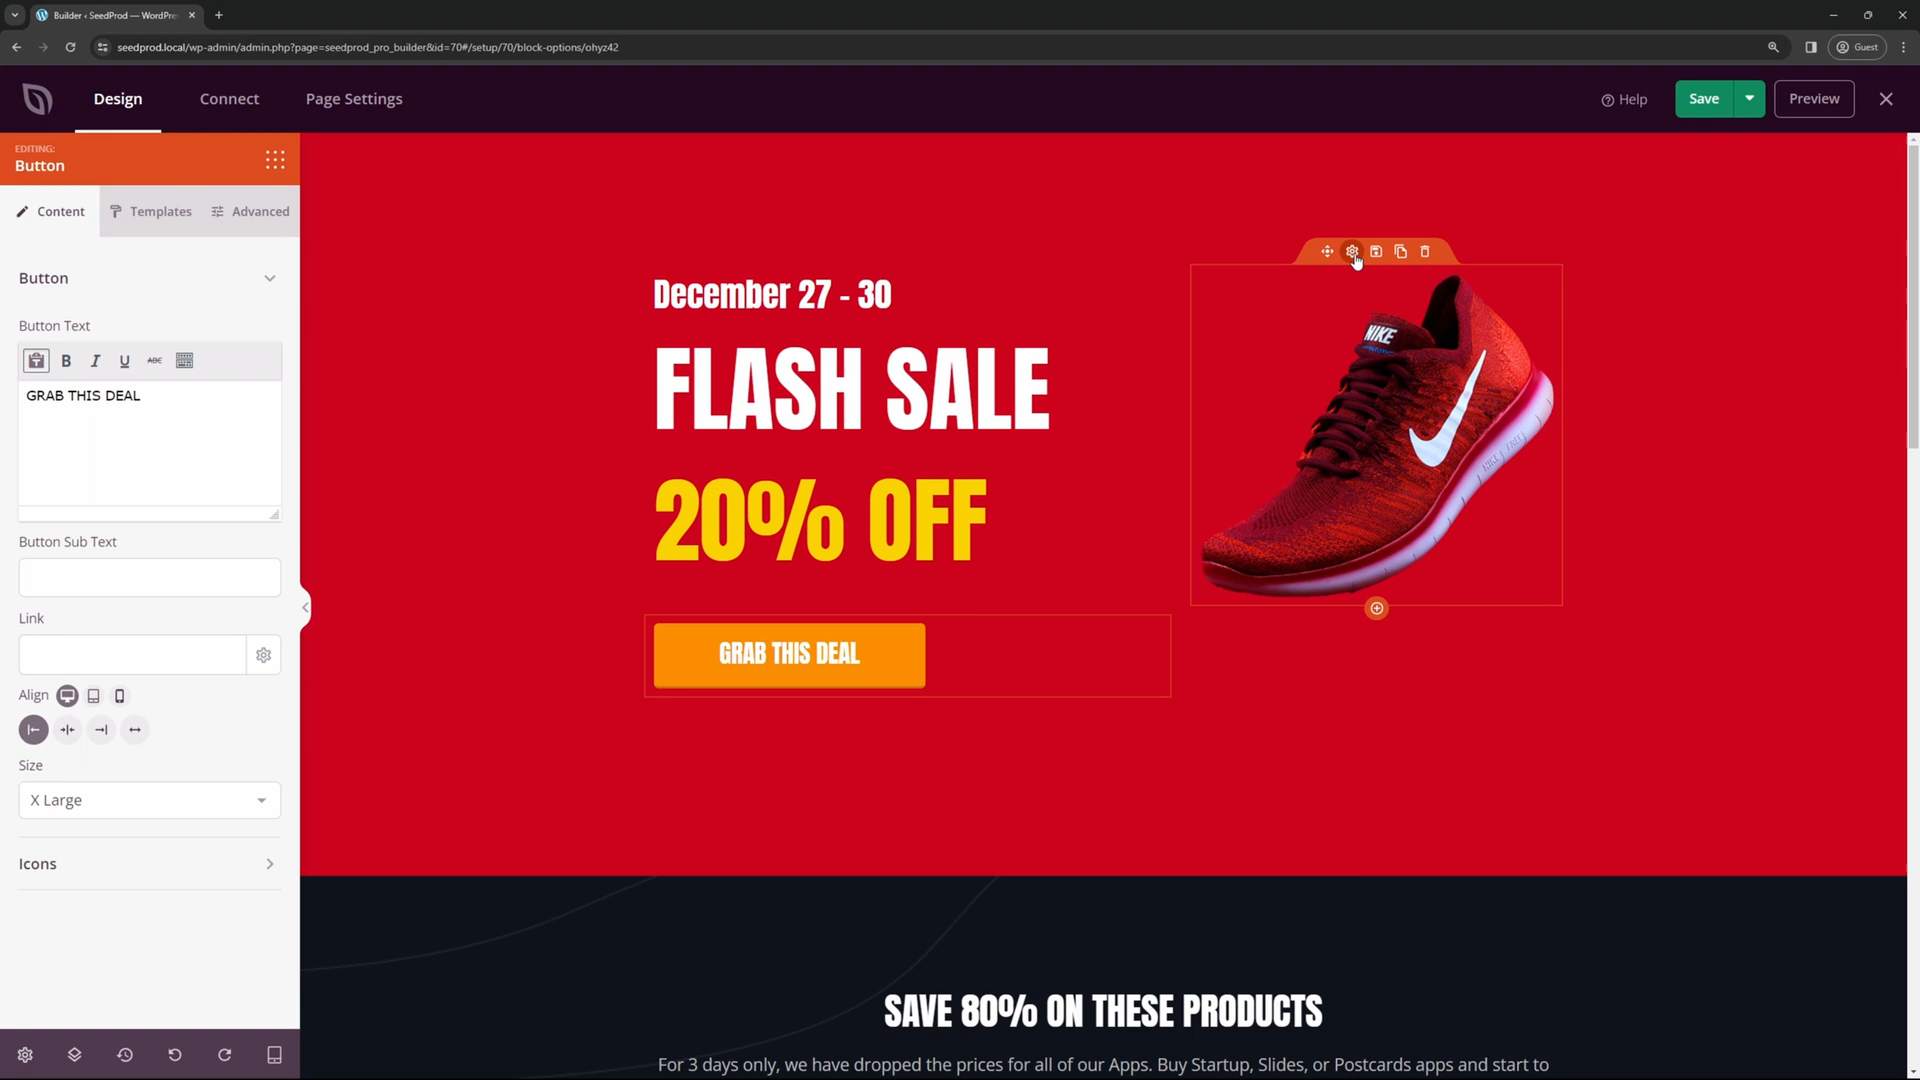 Builder ‹ SeedProd — WordPre
seedprod.local/wp-admin/admin.php?page=seedprod_pro_builder&id=70#/setup/70/block-options/ohyz42
Guest
Design
Connect
Page Settings
Help
Save
Preview
EDITING:
Button
Content
Templates
Advanced
Button
Button Text
B I U ABC
GRAB THIS DEAL
Button Sub Text
Link
Align
Size
X Large
Icons
December 27 - 30
FLASH SALE
20% OFF
GRAB THIS DEAL
NIKE
NIKE FREE
SAVE 80% ON THESE PRODUCTS
For 3 days only, we have dropped the prices for all of our Apps. Buy Startup, Slides, or Postcards apps and start to